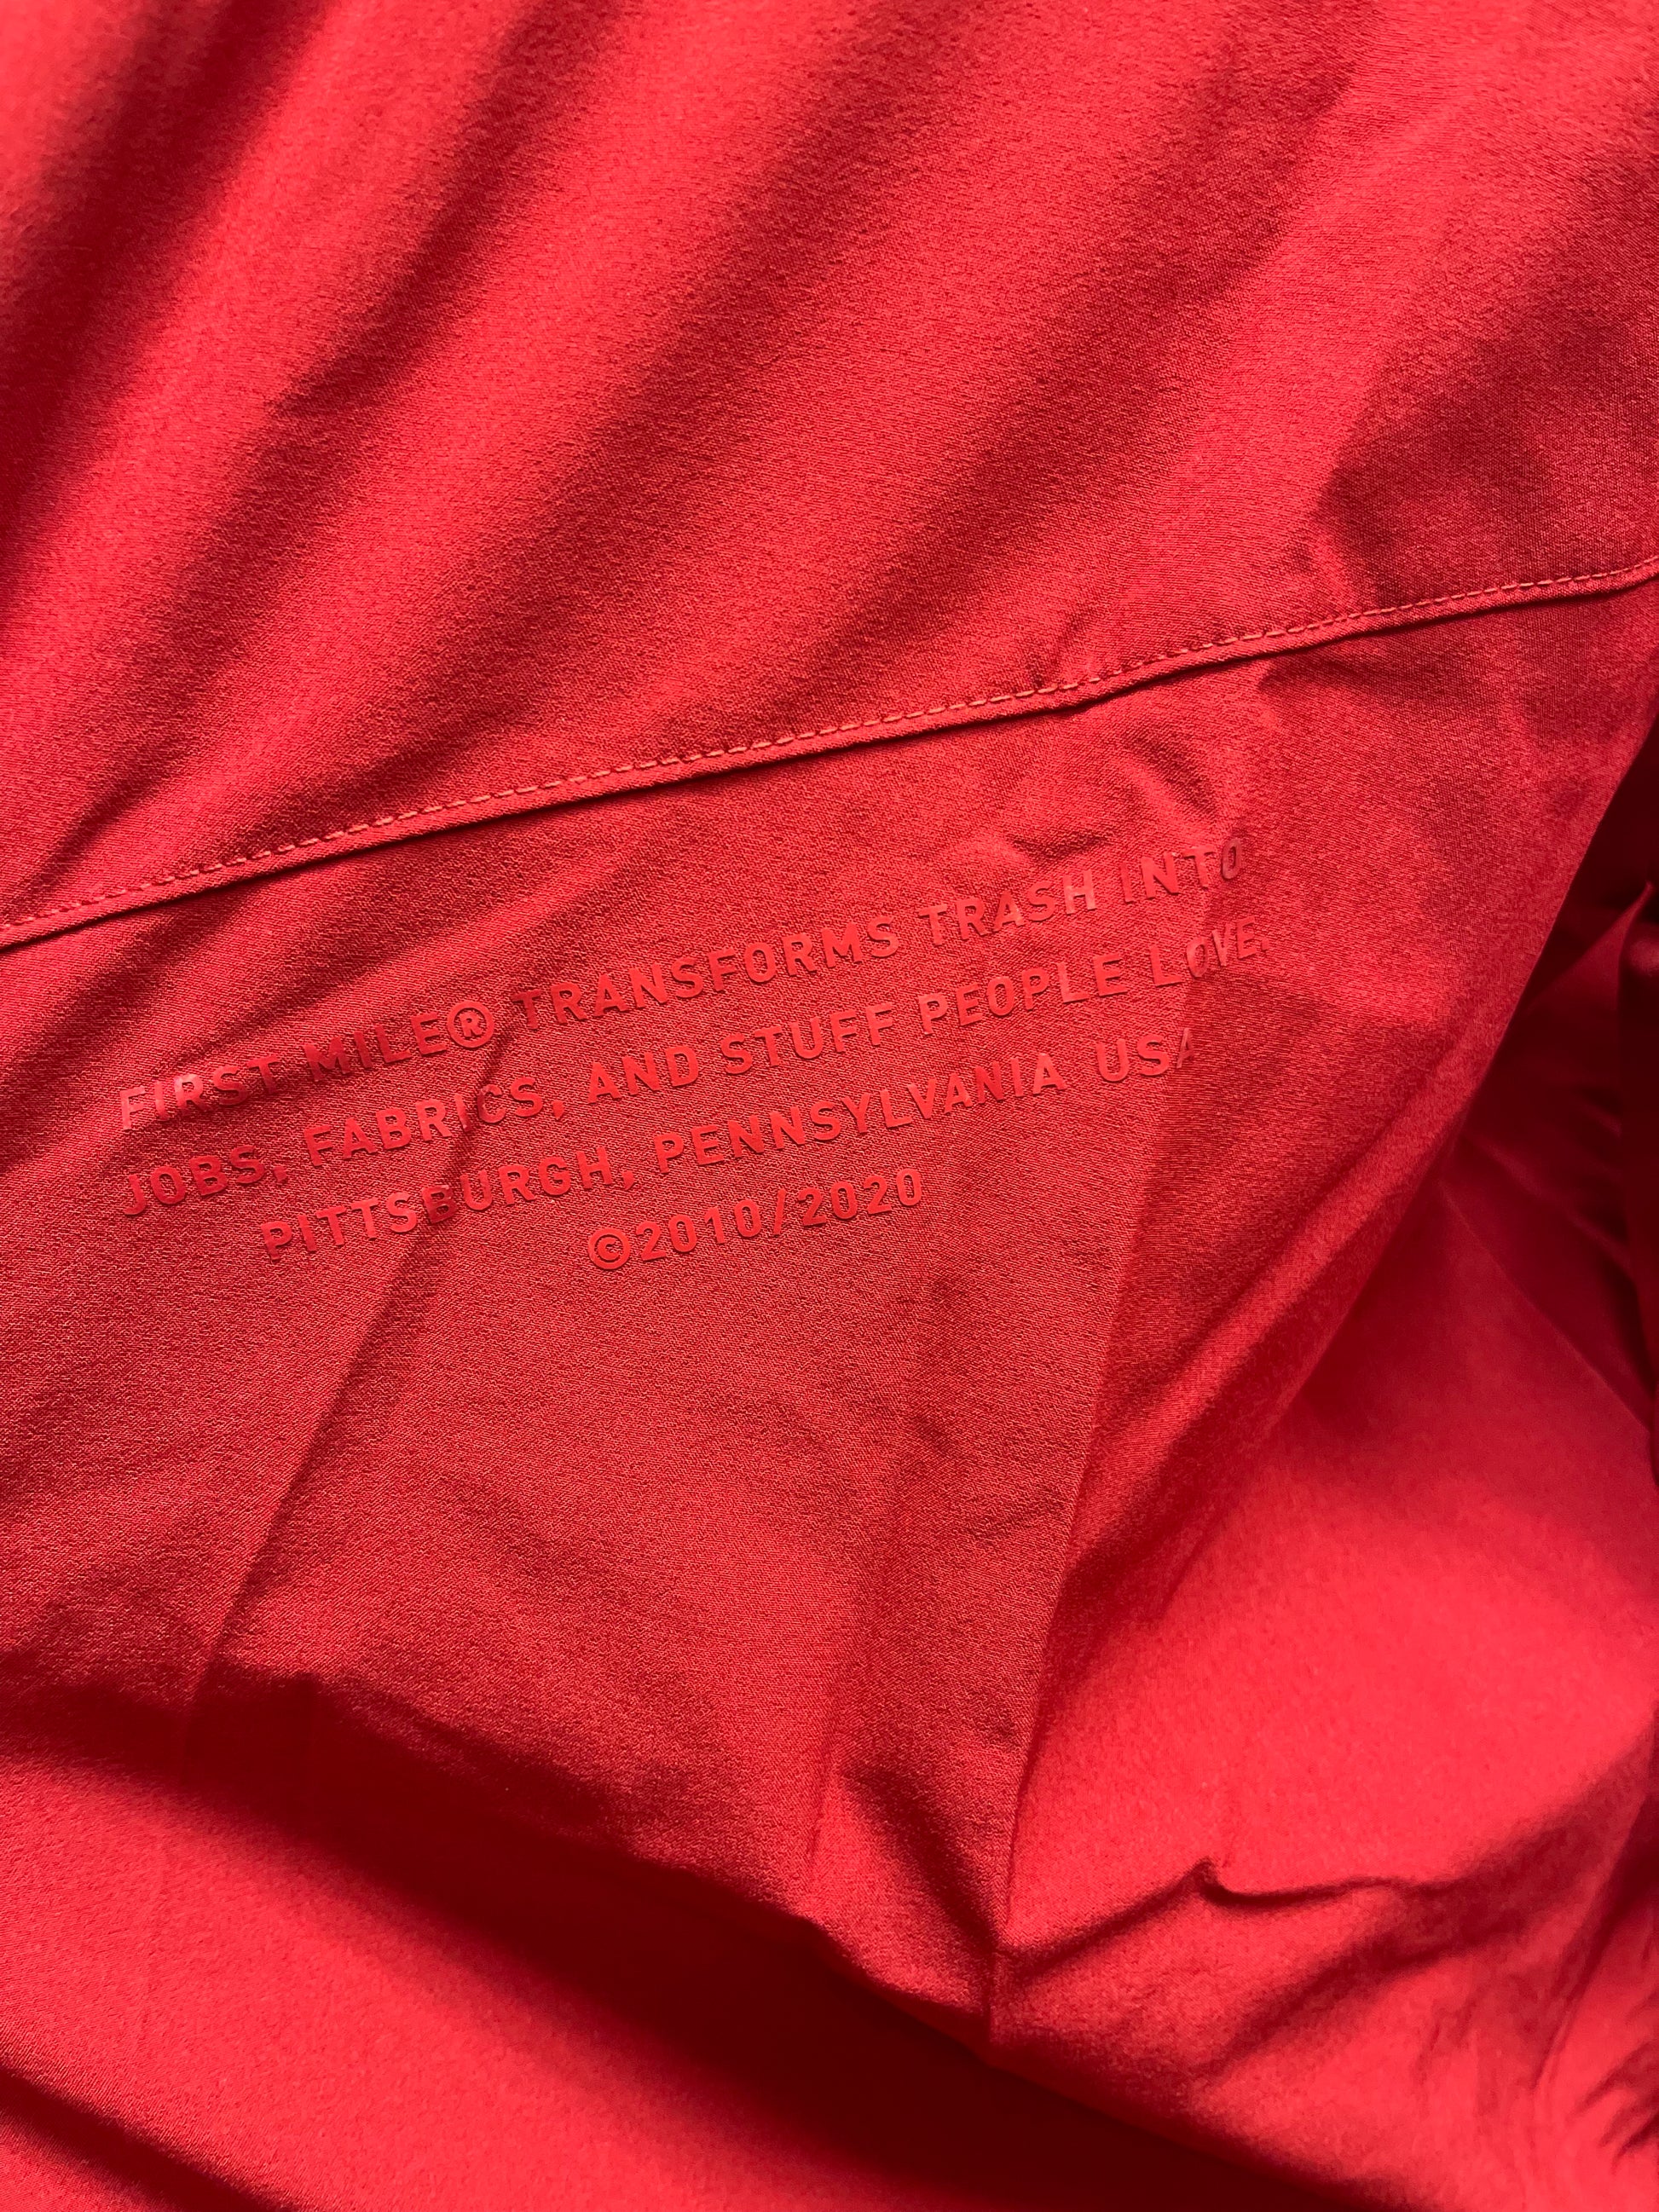 FIRST MILE® TRANSFORMS TRASH INTO
JOBS, FABRICS, AND STUFF PEOPLE LOVE.
PITTSBURGH, PENNSYLVANIA USA
©2010/2020